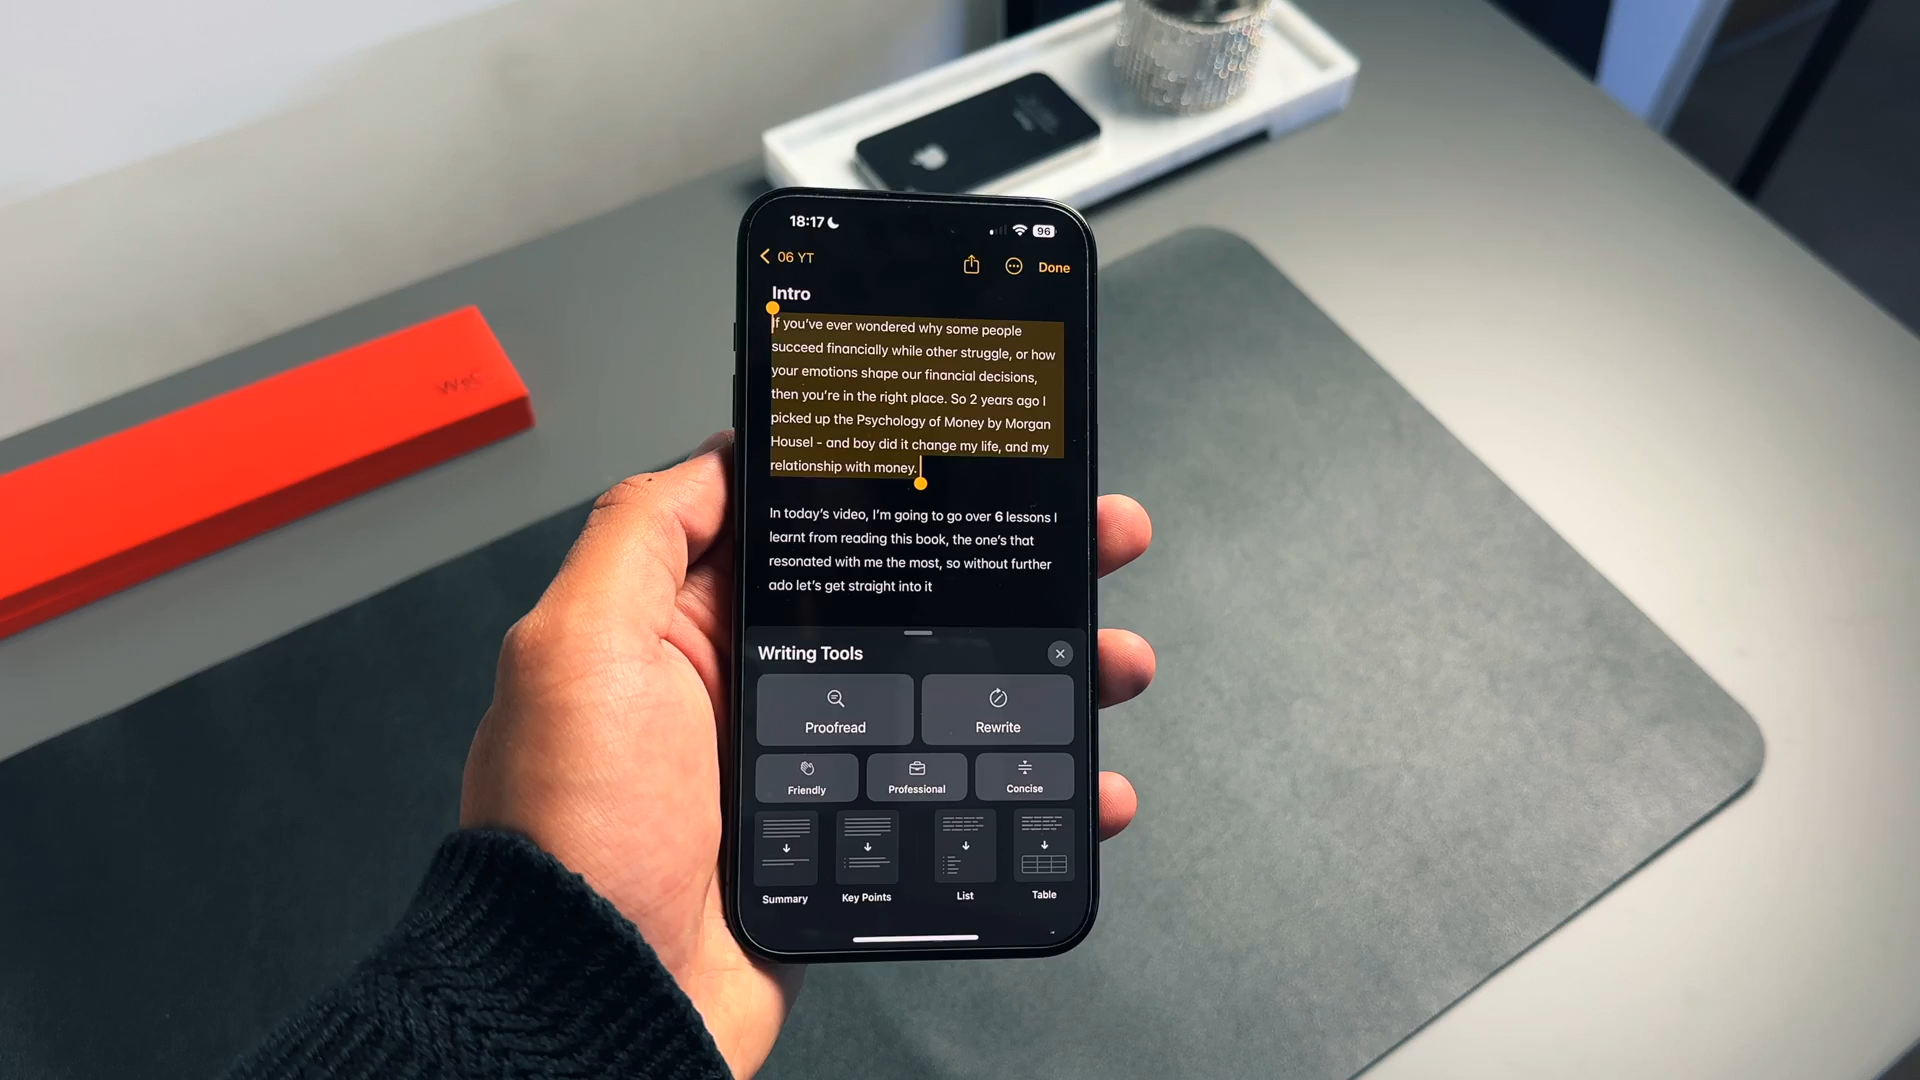 18:17
96
06 YT
Done
Intro
If you've ever wondered why some people
succeed financially while other struggle, or how
your emotions shape our financial decisions,
then you're in the right place. So 2 years ago I
picked up the Psychology of Money by Morgan
Housel - and boy did it change my life, and my
relationship with money.
In today's video, I'm going to go over 6 lessons I
learnt from reading this book, the one's that
resonated with me the most, so without further
ado let's get straight into it
Writing Tools
Proofread
Rewrite
Friendly
Professional
Concise
Summary
Key Points
List
Table